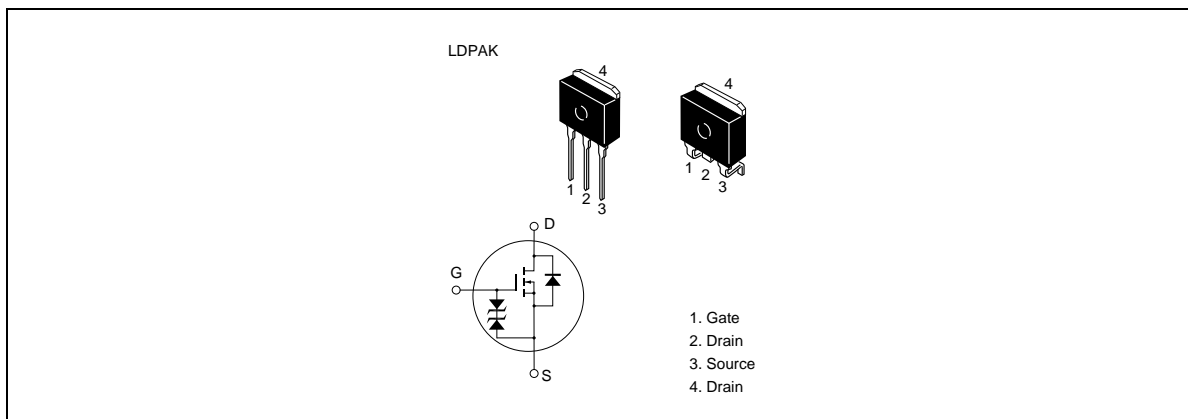 LDPAK
4
4
1
2
3
1
2
3
D
G
S
1. Gate
2. Drain
3. Source
4. Drain